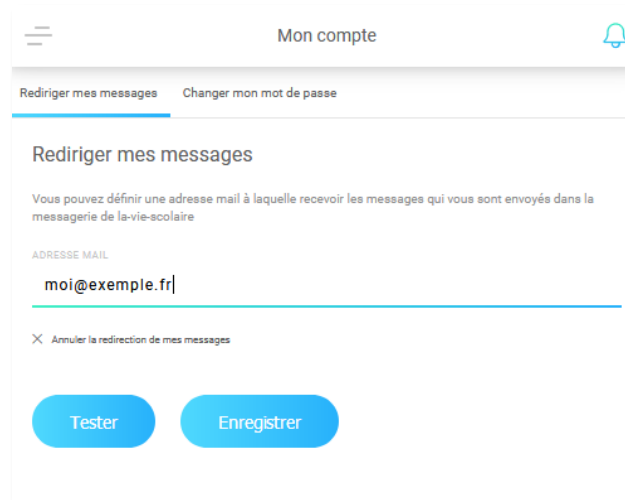 Mon compte
Rediriger mes messages
Changer mon mot de passe
Rediriger mes messages
Vous pouvez définir une adresse mail à laquelle recevoir les messages qui vous sont envoyés dans la
messagerie de la-vie-scolaire
ADRESSE MAIL
moi@exemple.fr
Annuler la redirection de mes messages
Tester
Enregistrer